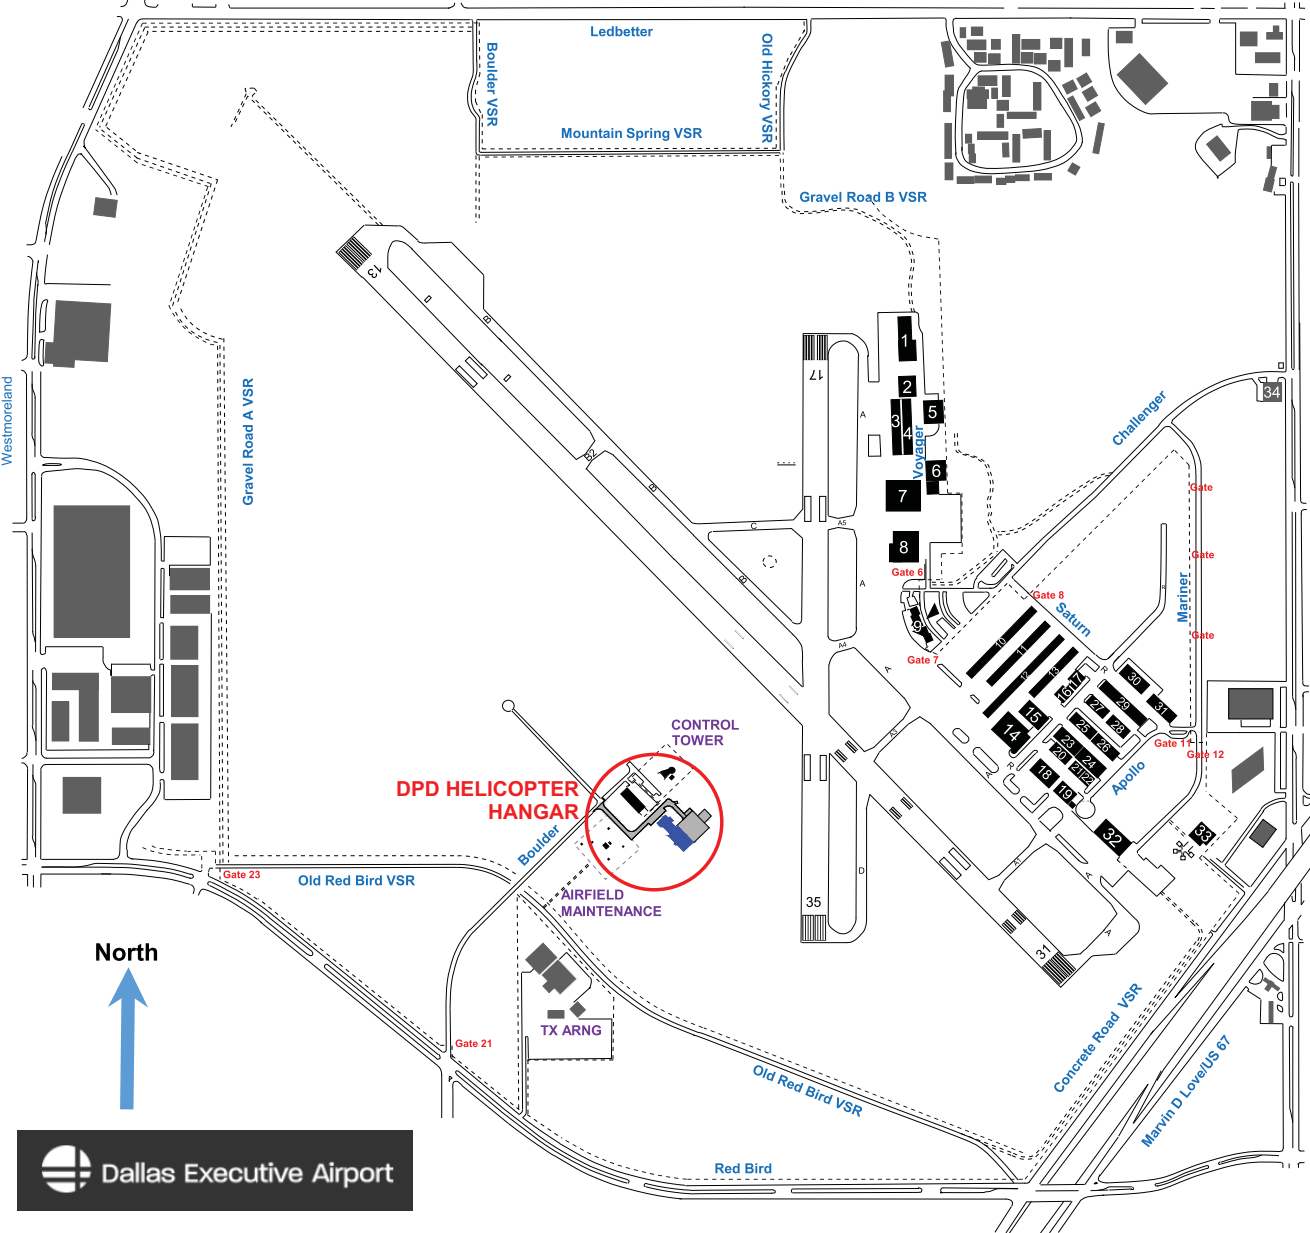 Ledbetter
Boulder VSR
Old Hickory VSR
Mountain Spring VSR
Gravel Road B VSR
13
B
17
1
2
3
4
5
6
7
8
Voyager
A
34
Challenger
Westmoreland
Gravel Road A VSR
B2
B
C
A5
B
A
Gate
Gate
Gate
Gate 6
Gate 8
Saturn
Mariner
R
9
Gate 7
A4
A
10
11
12
13
R
14
15
16
17
30
29
31
27
28
25
26
23
24
20
21
22
18
19
R
A
A3
Gate 11
Gate 12
Apollo
32
33
CONTROL
TOWER
DPD HELICOPTER
HANGAR
Boulder
AIRFIELD
MAINTENANCE
Gate 23
Old Red Bird VSR
D
A1
A
A
35
31
North
TX ARNG
Gate 21
P
Old Red Bird VSR
Concrete Road VSR
Marvin D Love/US 67
Red Bird
Dallas Executive Airport